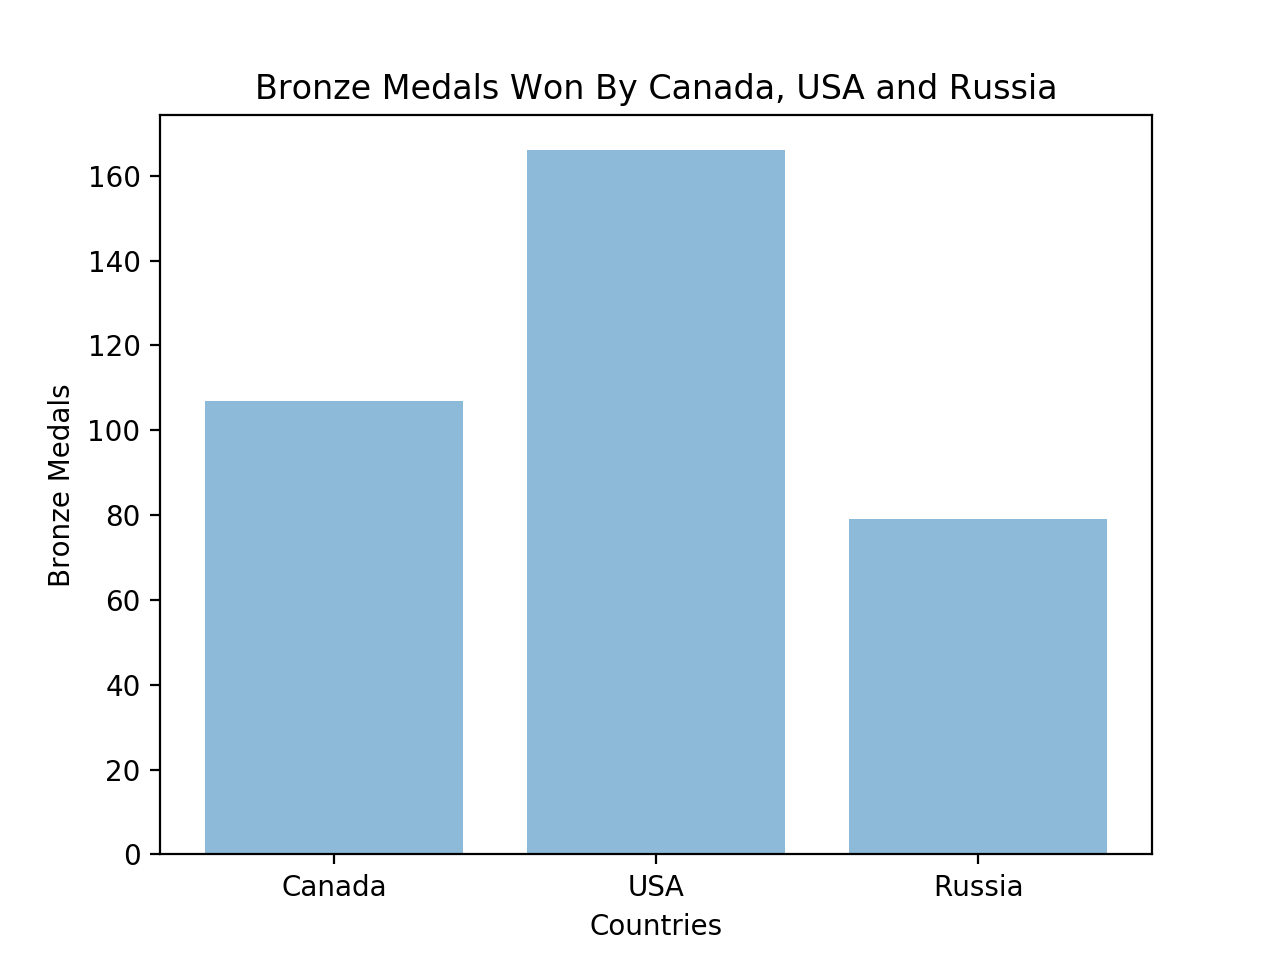 Bronze Medals Won By Canada, USA and Russia
160
140
120
100
80
60
40
20
0
Bronze Medals
Canada USA Russia
Countries